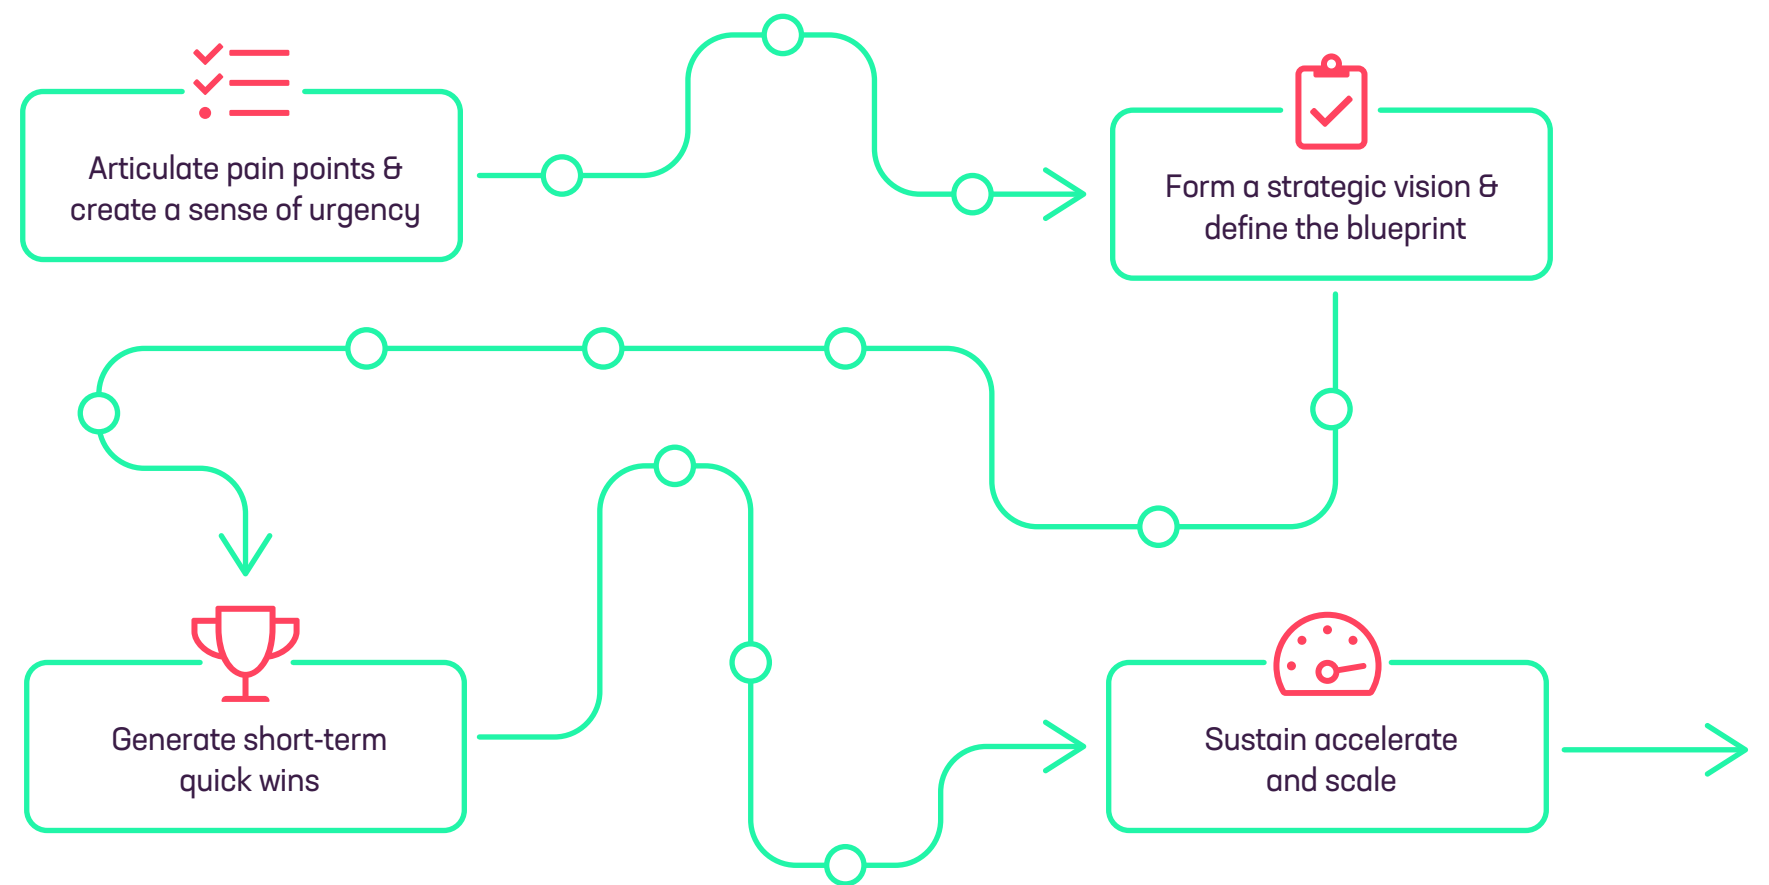 Articulate pain points &
create a sense of urgency
Form a strategic vision &
define the blueprint
Generate short-term
quick wins
Sustain accelerate
and scale